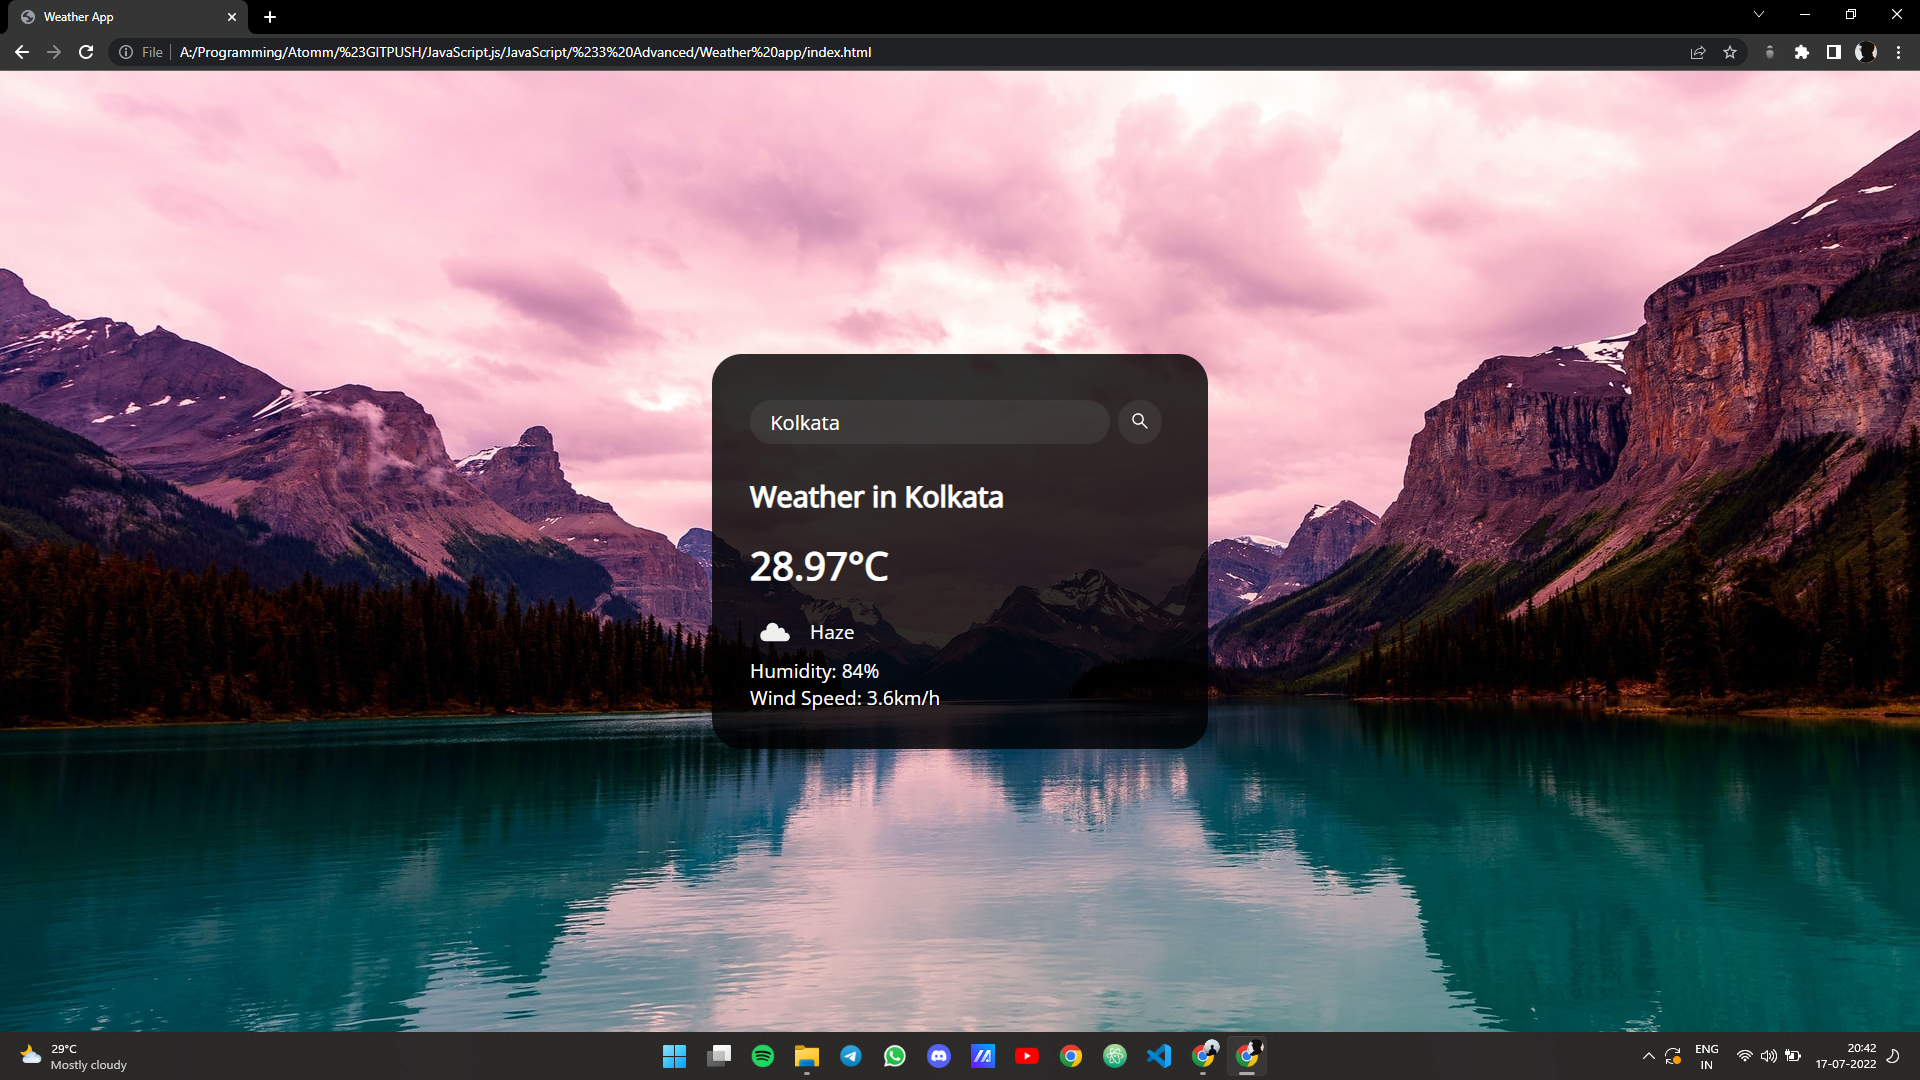 Weather App
File
A:/Programming/Atomm/%23GITPUSH/JavaScript.js/JavaScript/%233%20Advanced/Weather%20app/index.html
Kolkata
Weather in Kolkata
28.97°C
Haze
Humidity: 84%
Wind Speed: 3.6km/h
29°C
Mostly cloudy
ENG
IN
20:42
17-07-2022